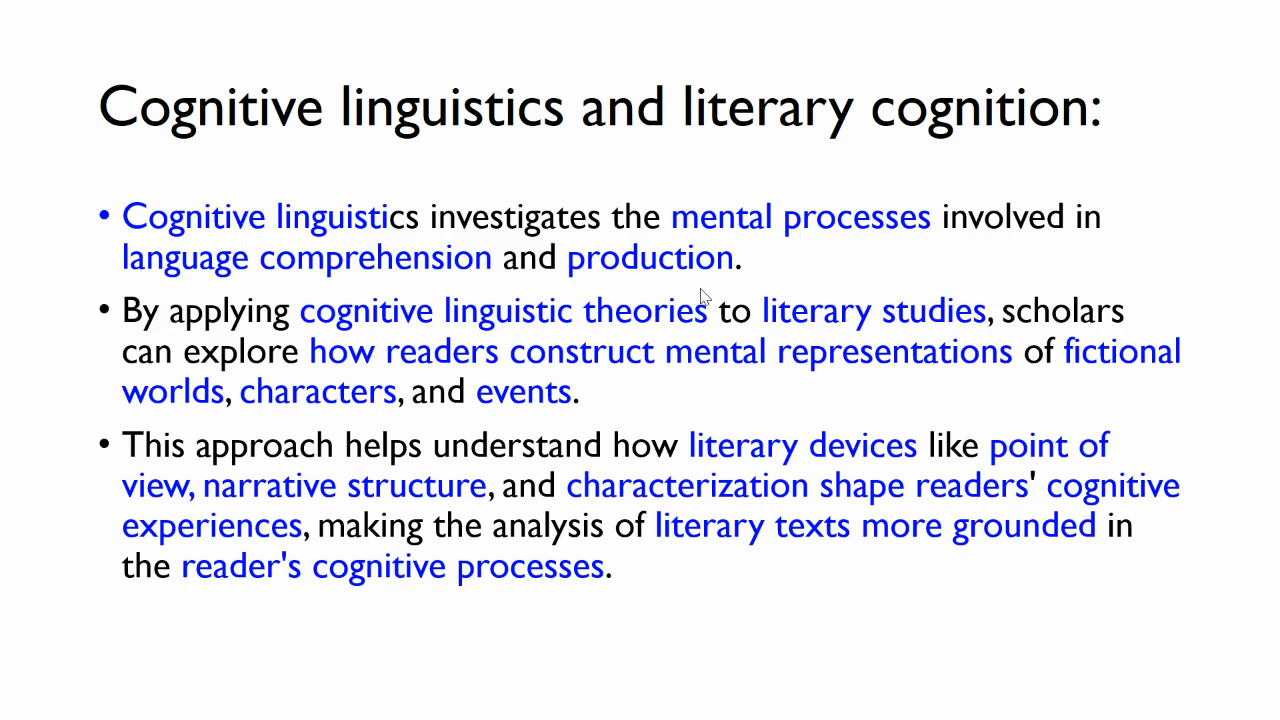 Cognitive linguistics and literary cognition:
• Cognitive linguistics investigates the mental processes involved in
language comprehension and production.
• By applying cognitive linguistic theories to literary studies, scholars
can explore how readers construct mental representations of fictional
worlds, characters, and events.
• This approach helps understand how literary devices like point of
view, narrative structure, and characterization shape readers' cognitive
experiences, making the analysis of literary texts more grounded in
the reader's cognitive processes.